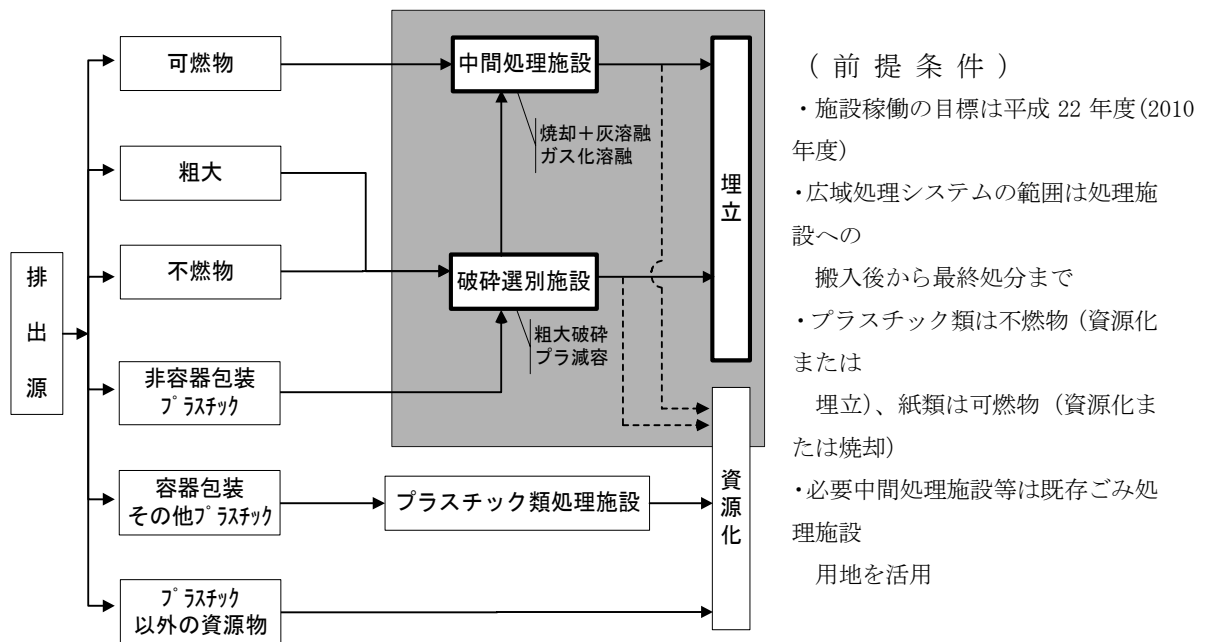 排
出
源
可燃物
粗大
不燃物
非容器包装
プラスチック
容器包装
その他プラスチック
プラスチック
以外の資源物
中間処理施設
焼却＋灰溶融
ガス化溶融
破砕選別施設
粗大破砕
プラ減容
プラスチック類処理施設
埋
立
資
源
化
（前提条件）
・施設稼働の目標は平成 22 年度(2010
年度)
・広域処理システムの範囲は処理施
設への
搬入後から最終処分まで
・プラスチック類は不燃物（資源化
または
埋立）、紙類は可燃物（資源化ま
たは焼却）
・必要中間処理施設等は既存ごみ処
理施設
用地を活用